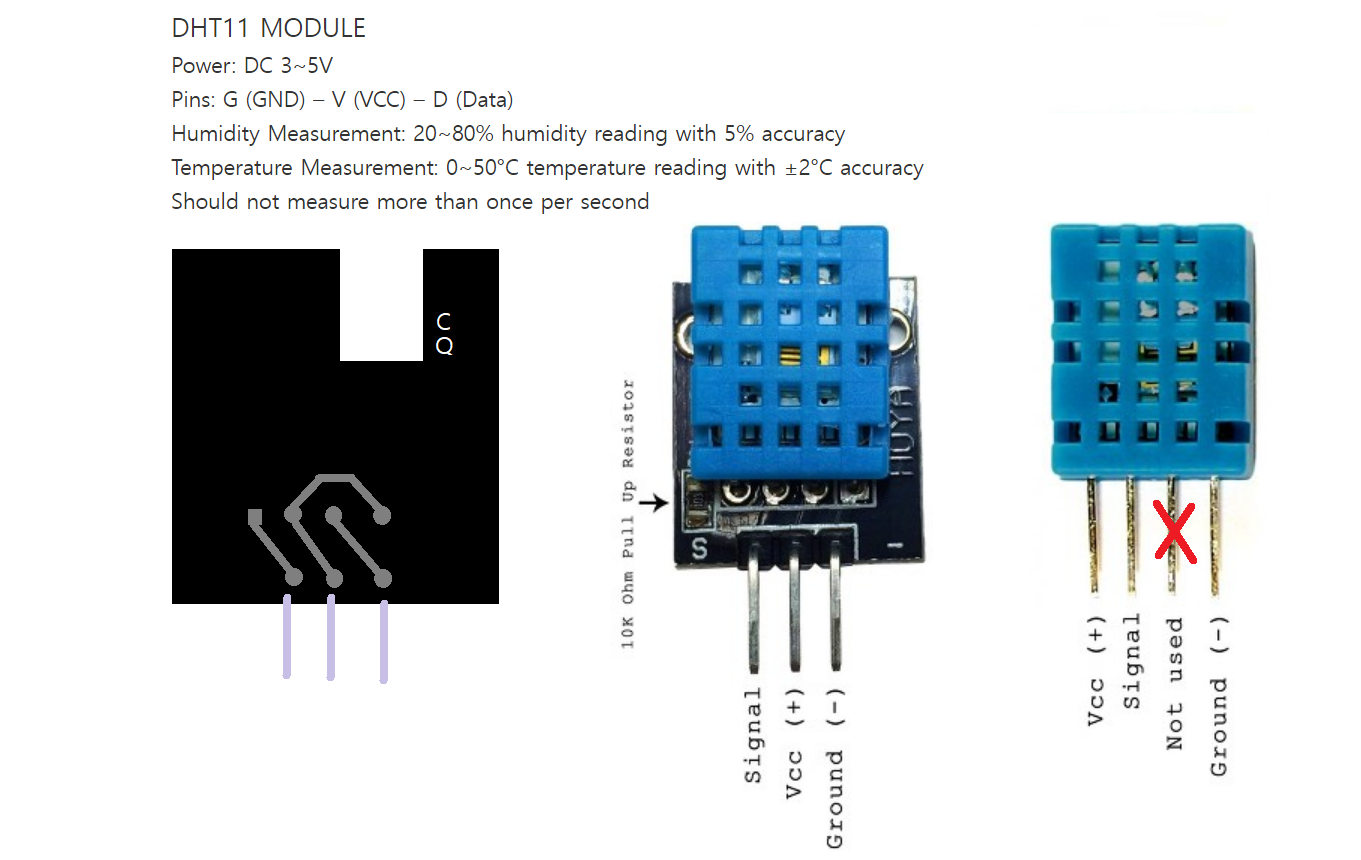 DHT11 MODULE
Power: DC 3~5V
Pins: G (GND) – V (VCC) – D (Data)
Humidity Measurement: 20~80% humidity reading with 5% accuracy
Temperature Measurement: 0~50°C temperature reading with ±2°C accuracy
Should not measure more than once per second
C
Q
10K Ohm Pull Up Resistor
HUYA
S
-
Signal
Vcc (+)
Ground (-)
X
Vcc (+)
Signal
Not used
Ground (-)